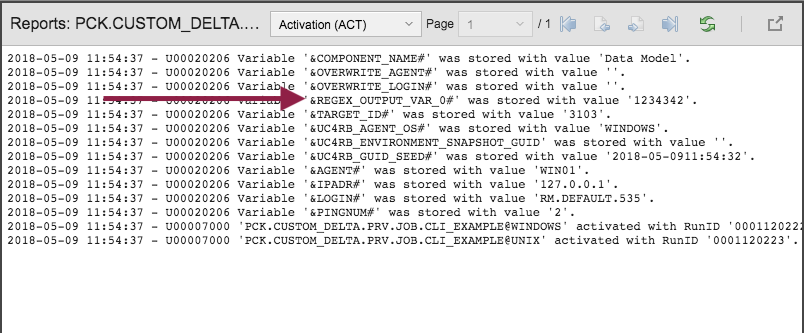 Reports: PCK.CUSTOM_DELTA.... Activation (ACT) Page 1 / 1
2018-05-09 11:54:37 - U00020206 Variable '&COMPONENT_NAME#' was stored with value 'Data Model'.
2018-05-09 11:54:37 - U00020206 Variable '&OVERWRITE_AGENT#' was stored with value ''.
2018-05-09 11:54:37 - U00020206 Variable '&OVERWRITE_LOGIN#' was stored with value ''.
2018-05-09 11:54:37 - U00020206 Variable '&REGEX_OUTPUT_VAR_0#' was stored with value '1234342'.
2018-05-09 11:54:37 - U00020206 Variable '&TARGET_ID#' was stored with value '3103'.
2018-05-09 11:54:37 - U00020206 Variable '&UC4RB_AGENT_OS#' was stored with value 'WINDOWS'.
2018-05-09 11:54:37 - U00020206 Variable '&UC4RB_ENVIRONMENT_SNAPSHOT_GUID' was stored with value ''.
2018-05-09 11:54:37 - U00020206 Variable '&UC4RB_GUID_SEED#' was stored with value '2018-05-0911:54:32'.
2018-05-09 11:54:37 - U00020206 Variable '&AGENT#' was stored with value 'WIN01'.
2018-05-09 11:54:37 - U00020206 Variable '&IPADR#' was stored with value '127.0.0.1'.
2018-05-09 11:54:37 - U00020206 Variable '&LOGIN#' was stored with value 'RM.DEFAULT.535'.
2018-05-09 11:54:37 - U00020206 Variable '&PINGNUM#' was stored with value '2'.
2018-05-09 11:54:37 - U00007000 'PCK.CUSTOM_DELTA.PRV.JOB.CLI_EXAMPLE@WINDOWS' activated with RunID '0001120222
2018-05-09 11:54:37 - U00007000 'PCK.CUSTOM_DELTA.PRV.JOB.CLI_EXAMPLE@UNIX' activated with RunID '0001120223'.